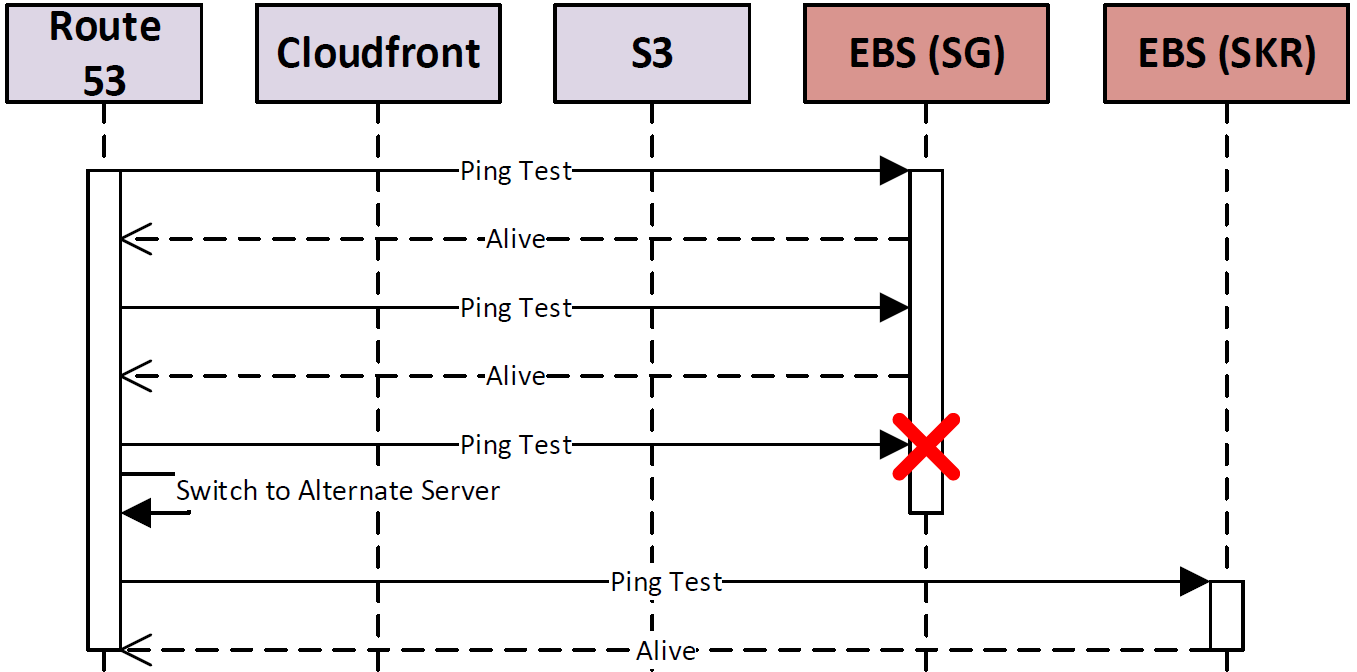 Route
53
Cloudfront
S3
EBS (SG)
EBS (SKR)
Ping Test
Alive
Ping Test
Alive
Ping Test
Switch to Alternate Server
Ping Test
Alive